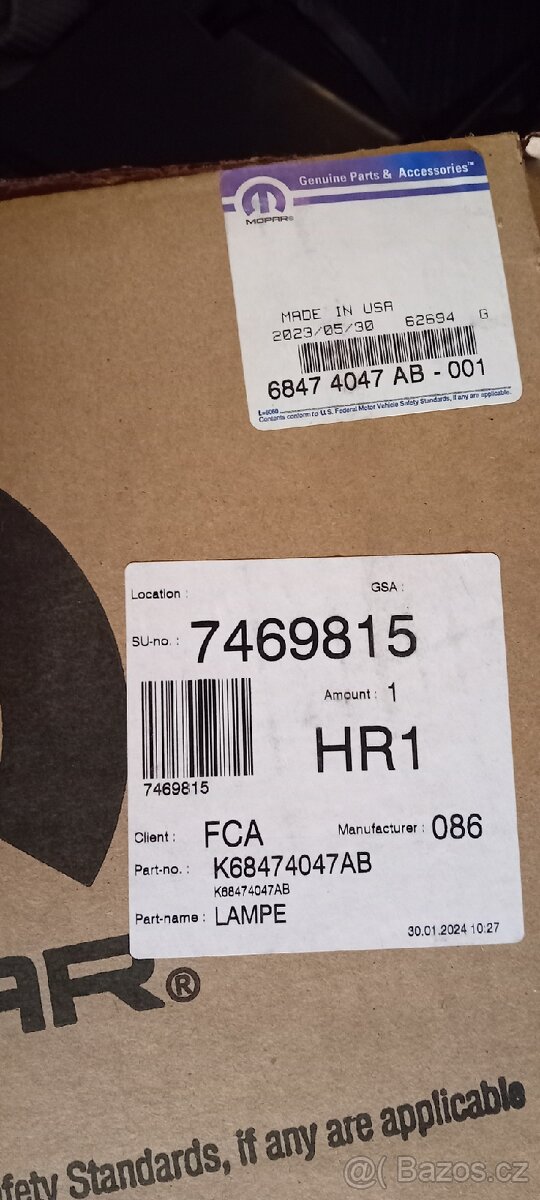 Genuine Parts & Accessories™
MOPAR®
MADE IN USA
2023/05/30 62694 G
6847 4047 AB - 001
L-6060
Contents conform to U.S. Federal Motor Vehicle Safety Standards, if any are applicable.
Location :
GSA :
SU-no. : 7469815
Amount : 1
7469815
HR1
Client : FCA
Manufacturer : 086
Part-no. : K68474047AB
K68474047AB
Part-name : LAMPE
30.01.2024 10:27
AR®
fety Standards, if any are applicable
@( Bazos.cz